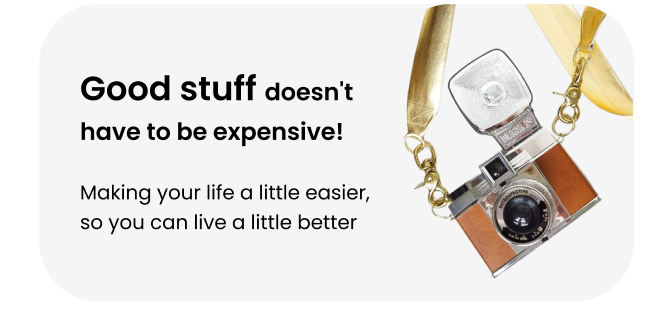 Good stuff doesn't
have to be expensive!
Making your life a little easier,
so you can live a little better